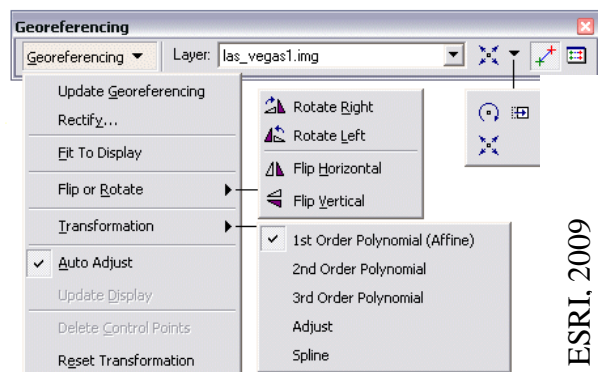 Georeferencing
Georeferencing Layer: las_vegas1.img
Update Georeferencing
Rectify...
Fit To Display
Flip or Rotate
Transformation
Auto Adjust
Update Display
Delete Control Points
Reset Transformation
Rotate Right
Rotate Left
Flip Horizontal
Flip Vertical
1st Order Polynomial (Affine)
2nd Order Polynomial
3rd Order Polynomial
Adjust
Spline
ESRI, 2009